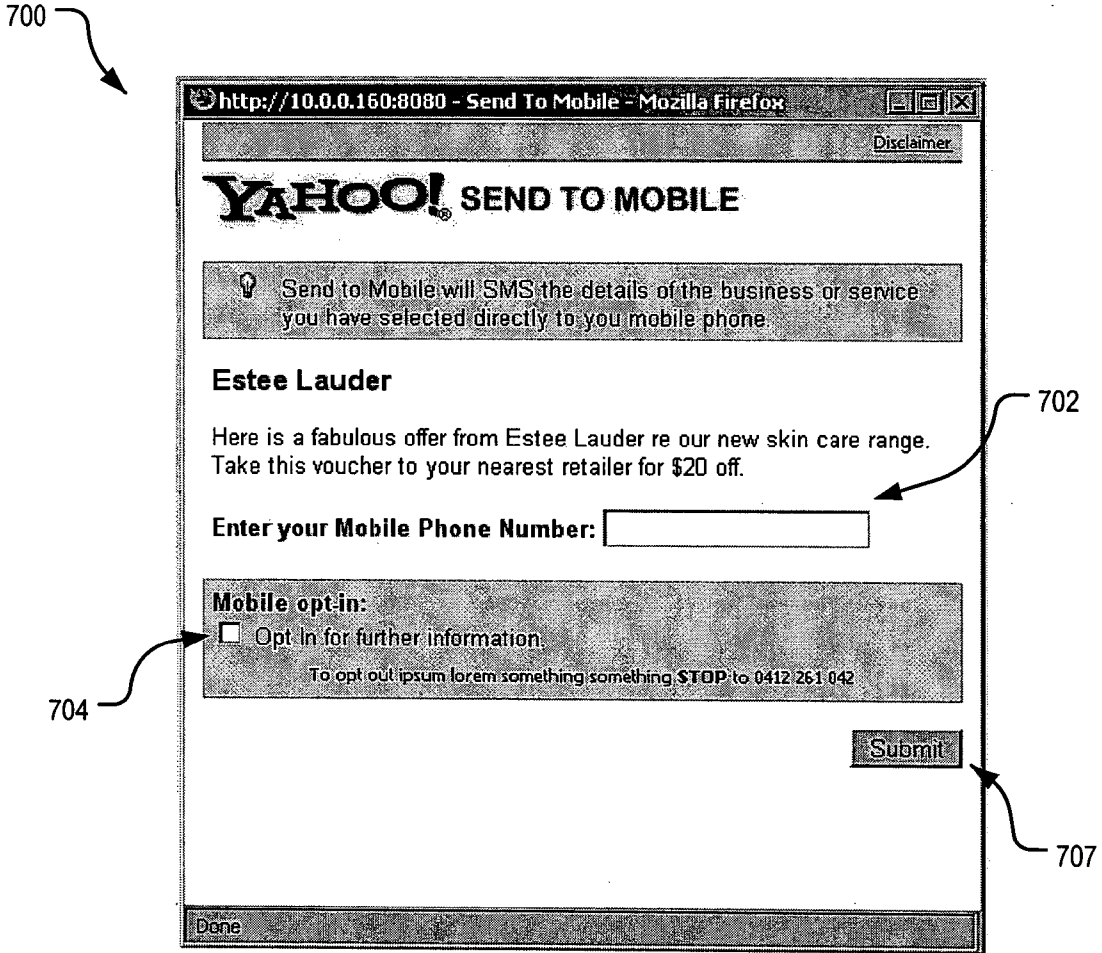 700
http://10.0.0.160:8080 - Send To Mobile - Mozilla Firefox
Disclaimer
YAHOO!® SEND TO MOBILE
Send to Mobile will SMS the details of the business or service
you have selected directly to you mobile phone.
Estee Lauder
702
Here is a fabulous offer from Estee Lauder re our new skin care range.
Take this voucher to your nearest retailer for $20 off.
Enter your Mobile Phone Number:
Mobile opt-in:
Opt In for further information.
To opt out ipsum lorem something something STOP to 0412 261 042
704
Submit
707
Done